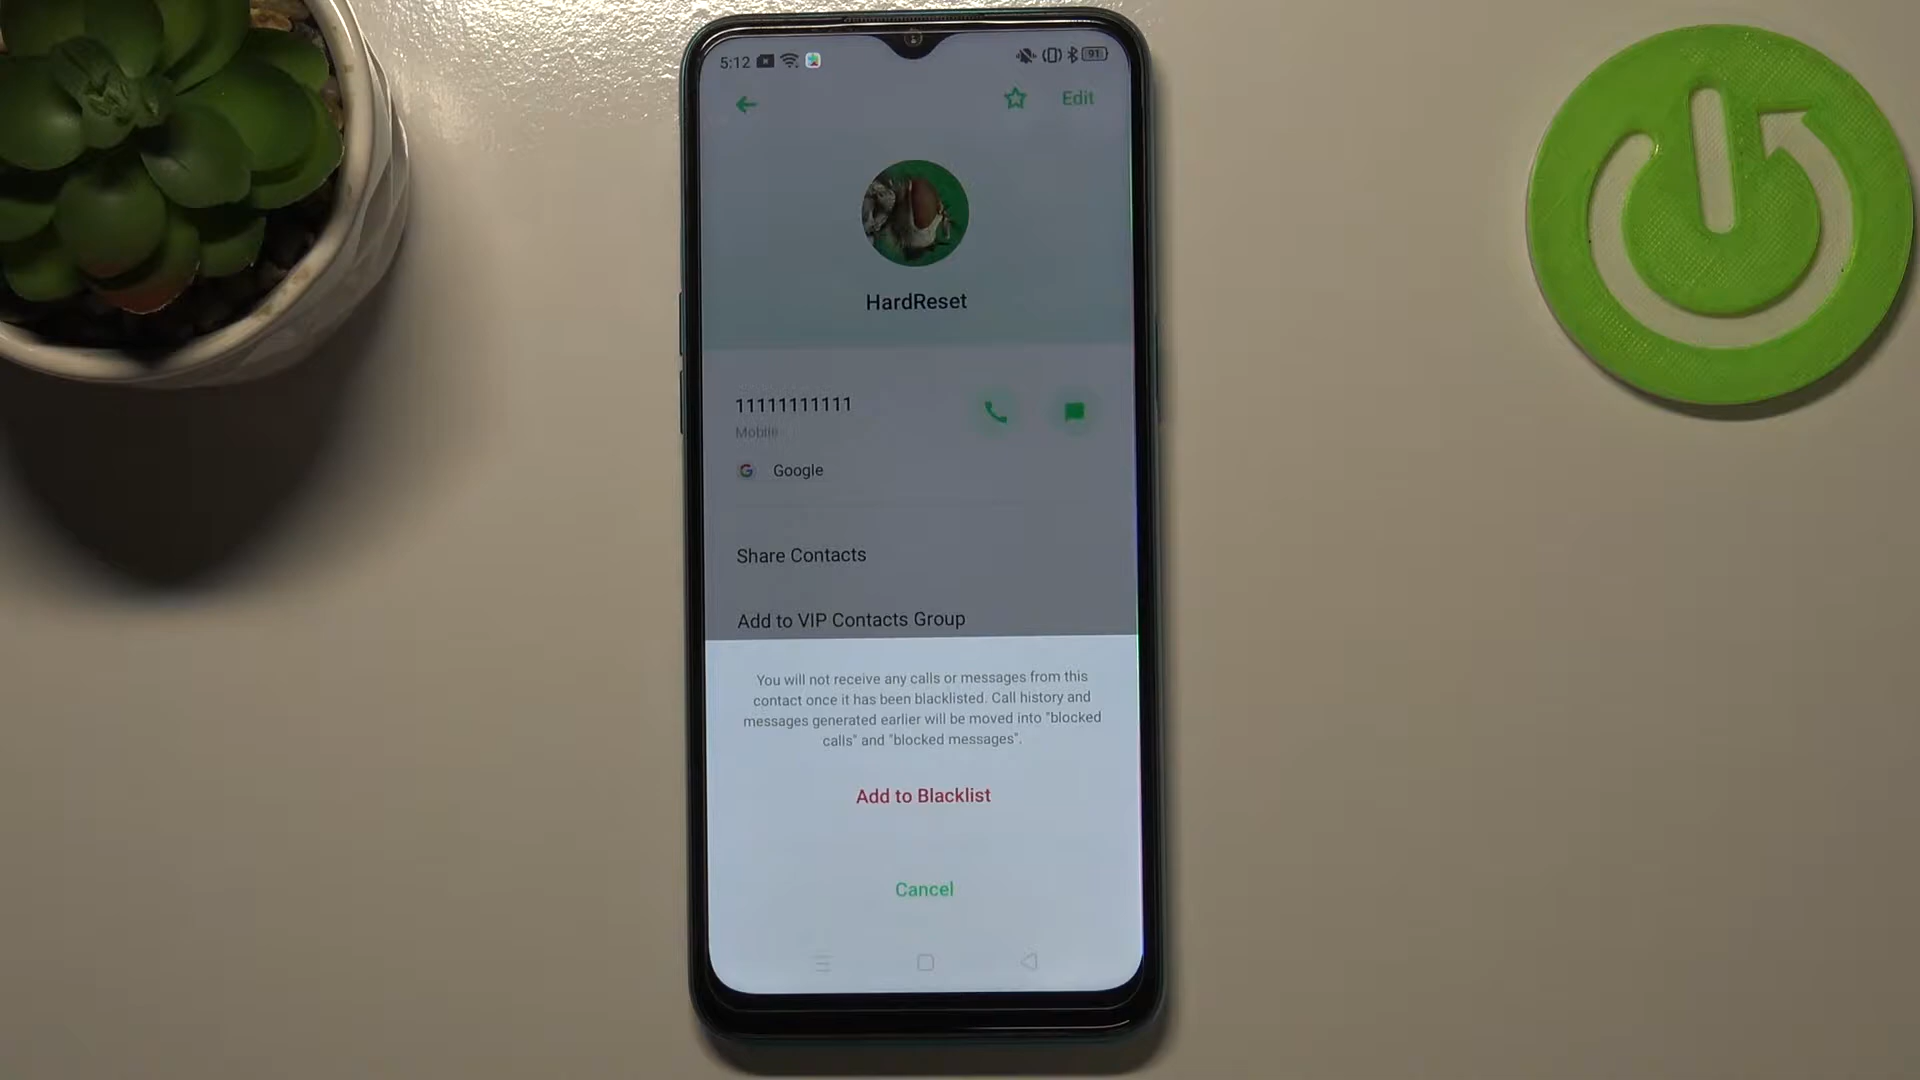 5:12
91
Edit
HardReset
11111111111
Mobile
Google
Share Contacts
Add to VIP Contacts Group
You will not receive any calls or messages from this
contact once it has been blacklisted. Call history and
messages generated earlier will be moved into "blocked
calls" and "blocked messages".
Add to Blacklist
Cancel